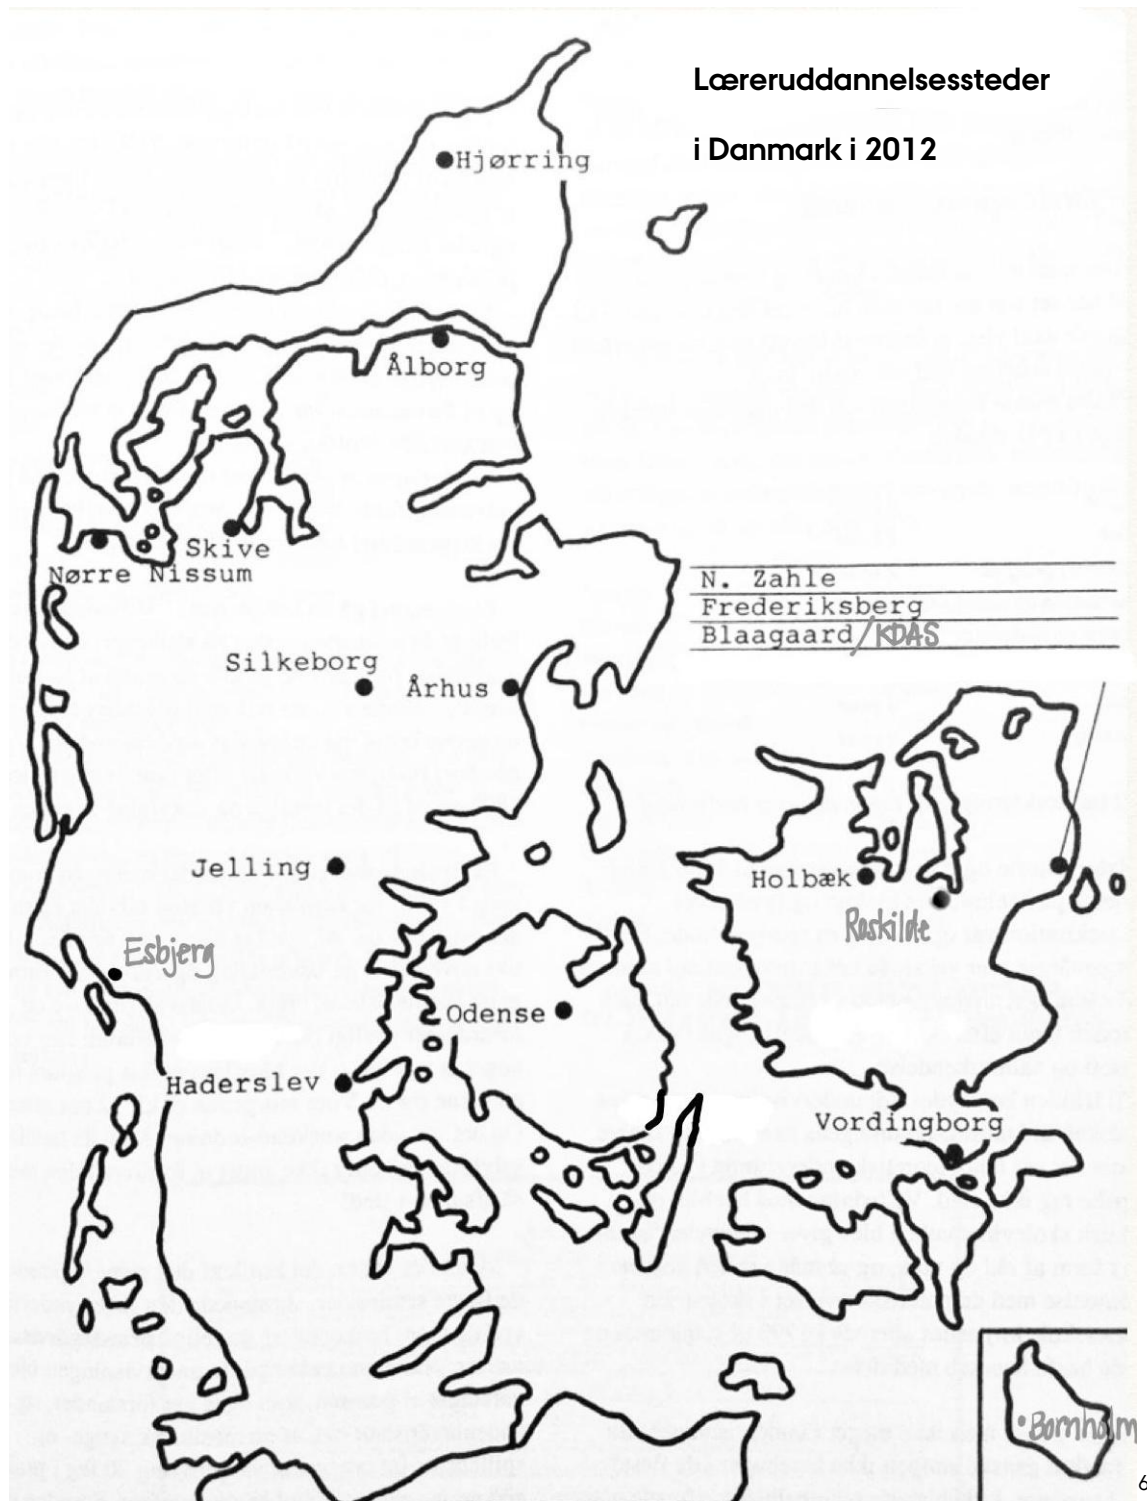 Læreruddannelsessteder
i Danmark i 2012
Hjørring
Ålborg
Skive
Nørre Nissum
N. Zahle
Frederiksberg
Blaagaard/KDAS
Silkeborg
Århus
Jelling
Holbæk
Roskilde
Esbjerg
Odense
Haderslev
Vordingborg
Bornholm
6